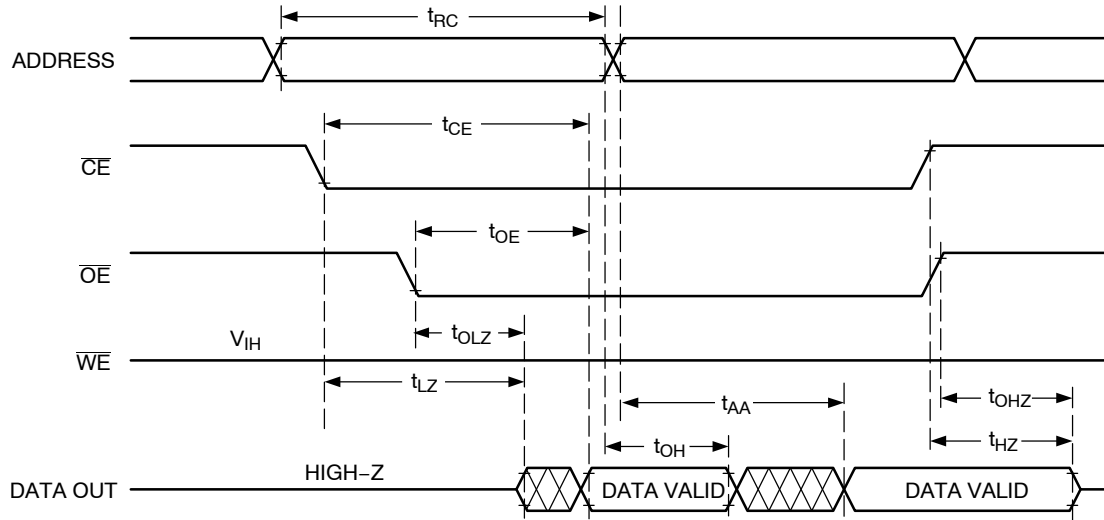 tRC
ADDRESS
tCE
CE
tOE
OE
tOLZ
VIH
WE
tLZ
tAA
tOHZ
tOH
tHZ
HIGH–Z
DATA OUT
DATA VALID
DATA VALID